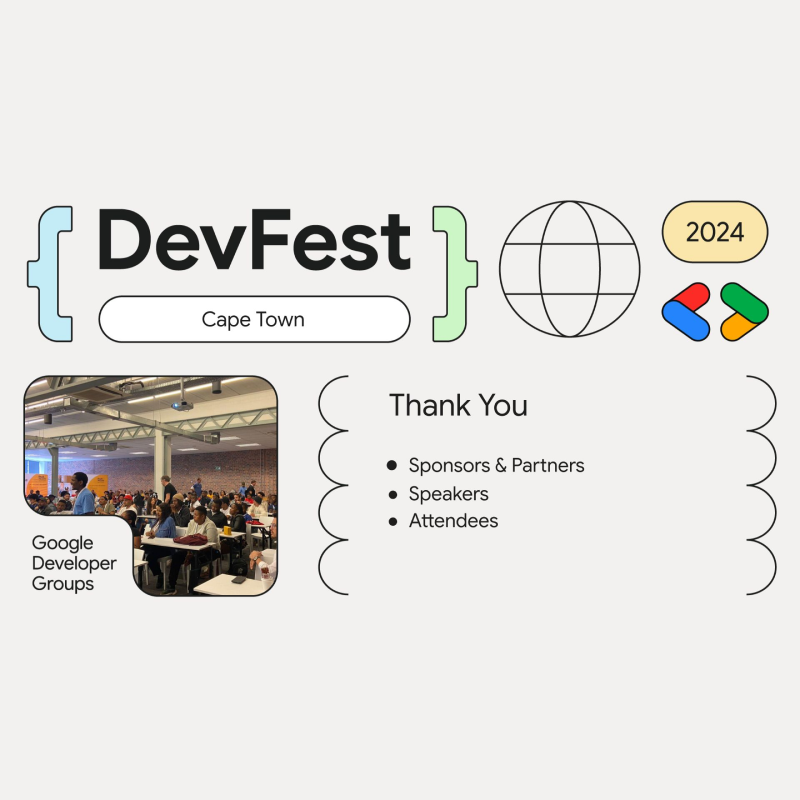 DevFest
Cape Town
2024
Google
Developer
Groups
Thank You
Sponsors & Partners
Speakers
Attendees